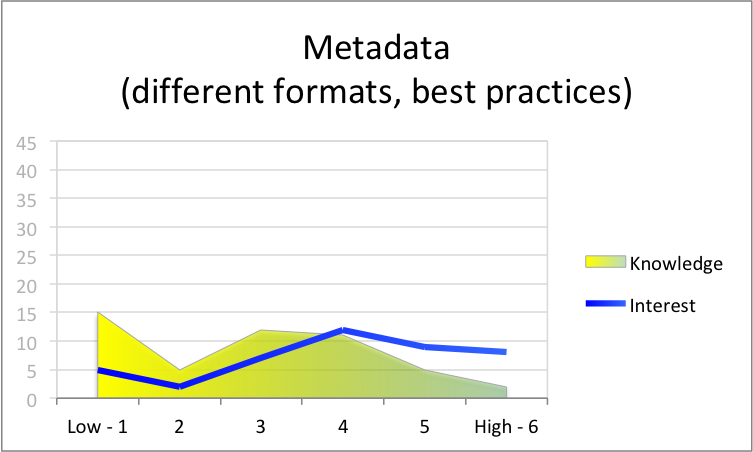 Metadata
(different formats, best practices)
45
40
35
30
25
20
15
10
5
0
Low - 1 2 3 4 5 High - 6
Knowledge
Interest